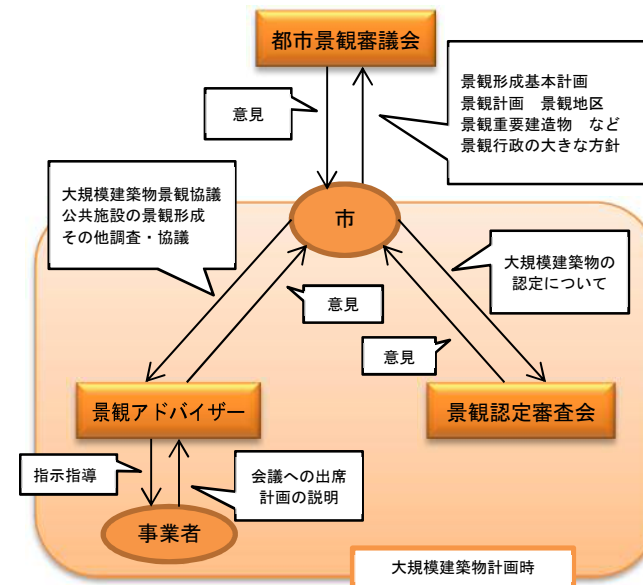 都市景観審議会
意見
景観形成基本計画
景観計画　景観地区
景観重要建造物　など
景観行政の大きな方針
大規模建築物景観協議
公共施設の景観形成
その他調査・協議
市
大規模建築物の
認定について
意見
意見
景観アドバイザー
景観認定審査会
指示指導
会議への出席
計画の説明
事業者
大規模建築物計画時